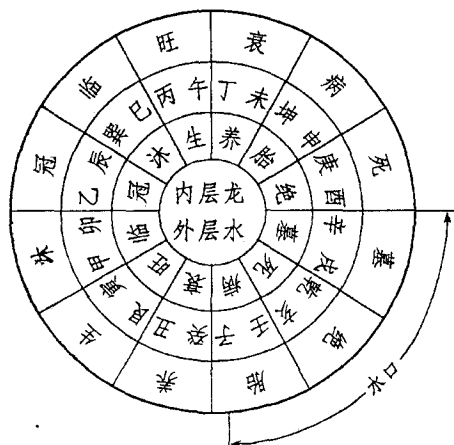 旺 衰 病 死 墓 绝 胎 养 生 沐 冠 临
丙午 丁未 坤申 庚酉 辛戌 乾亥 壬子 癸丑 艮寅 甲卯 乙辰 巽巳
生 养 胎 绝 墓 死 病 衰 旺 临 冠 沐
内层龙
外层水
水口